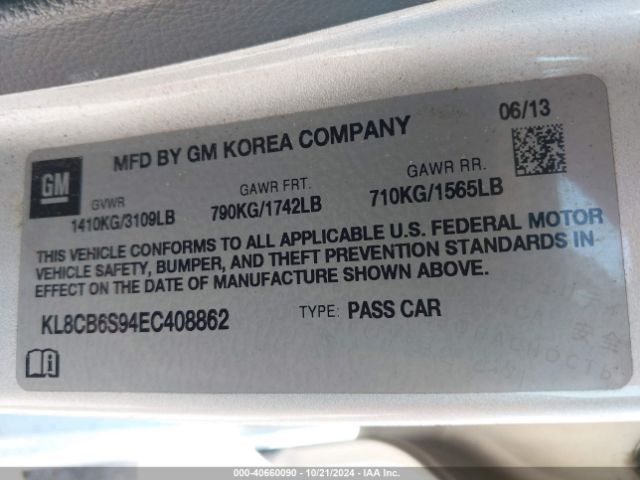 06/13
MFD BY GM KOREA COMPANY
GM
GVWR
1410KG/3109LB
GAWR FRT.
790KG/1742LB
GAWR RR.
710KG/1565LB
THIS VEHICLE CONFORMS TO ALL APPLICABLE U.S. FEDERAL MOTOR
VEHICLE SAFETY, BUMPER, AND THEFT PREVENTION STANDARDS IN
EFFECT ON THE DATE OF MANUFACTURE SHOWN ABOVE.
KL8CB6S94EC408862
TYPE: PASS CAR
000-40660090 - 10/21/2024 - IAA Inc.